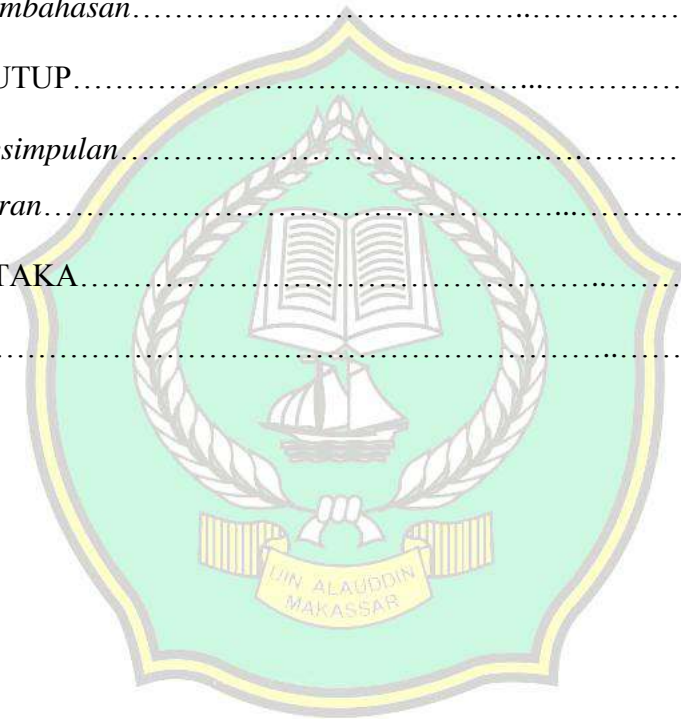 mbahasan……………………………………..……………
UTUP…………………………………………...……………
simpulan……………………………………..…..…………
ran…………………………………………………...…………
TAKA……………………………………………..………
……………………………………………………..……
UIN ALAUDDIN
MAKASSAR